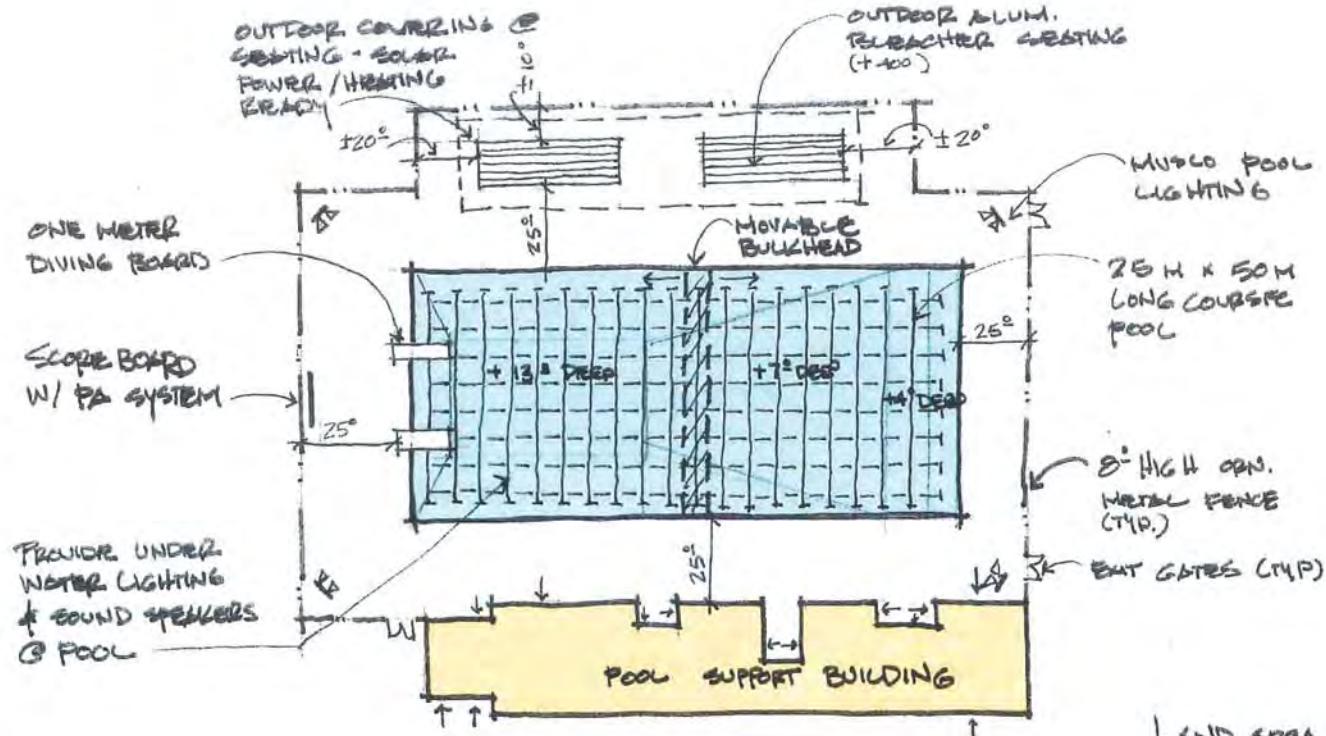 OUTDOOR COVERING @
SEATING - SOLAR
POWER / HEATING
READY
±10°
OUTDOOR ALUM.
BLEACHER SEATING
(±400)
±20°
±20°
MUSCO POOL
LIGHTING
ONE METER
DIVING BOARD
25°
MOVABLE
BULKHEAD
25 M X 50 M
LONG COURSE
POOL
25°
SCOREBOARD
W/ PA SYSTEM
25°
± 13° DEEP
±7° DEEP
±4° DEEP
8° HIGH ORN.
METAL FENCE
(TYP.)
PROVIDE UNDER
WATER LIGHTING
& SOUND SPEAKERS
@ POOL
25°
EXIT GATES (TYP)
POOL SUPPORT BUILDING